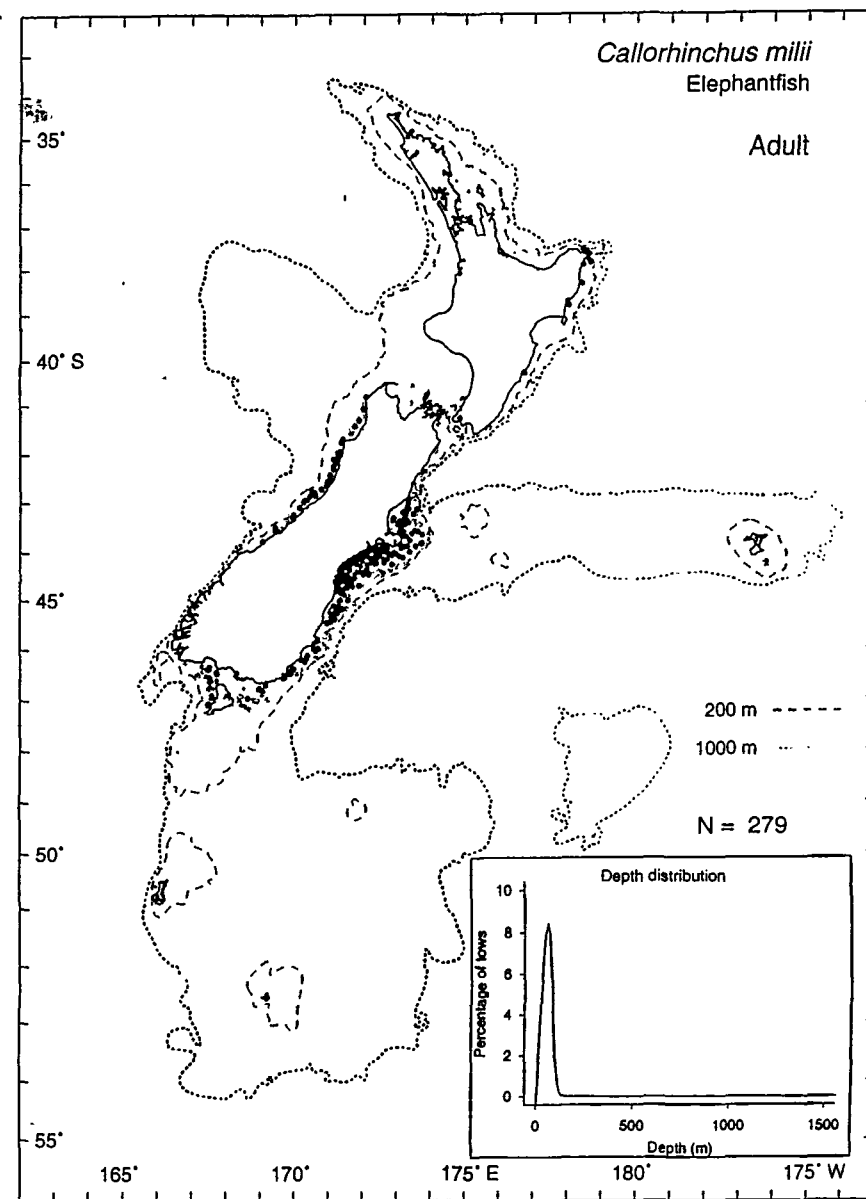 Callorhinchus milii
Elephantfish
Adult
35°
40° S
45°
50°
55°
200 m
1000 m
N = 279
Depth distribution
Percentage of tows
10
8
6
4
2
0
0 500 1000 1500
Depth (m)
165° 170° 175° E 180° 175° W